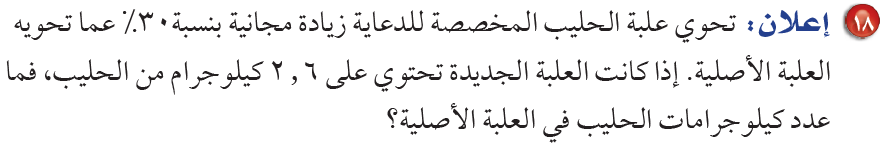 ١٨ إعلان: تحوي علبة الحليب المخصصة للدعاية زيادة مجانية بنسبة ٣٠٪ عما تحويه
العلبة الأصلية. إذا كانت العلبة الجديدة تحتوي على ٢,٦ كيلوجرام من الحليب، فما
عدد كيلوجرامات الحليب في العلبة الأصلية؟